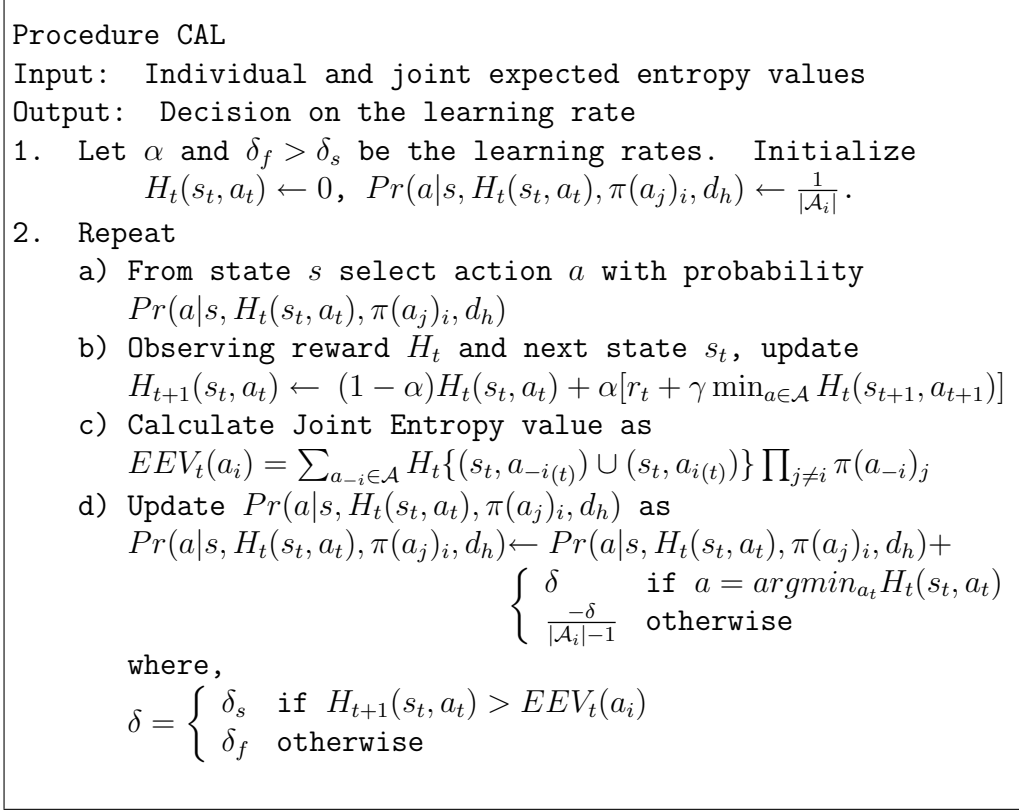 Procedure CAL
Input: Individual and joint expected entropy values
Output: Decision on the learning rate
1. Let α and δ_f > δ_s be the learning rates. Initialize
H_t(s_t, a_t) ← 0, Pr(a|s, H_t(s_t, a_t), π(a_j)_i, d_h) ← \frac{1}{|𝒜_i|}.
2. Repeat
a) From state s select action a with probability
Pr(a|s, H_t(s_t, a_t), π(a_j)_i, d_h)
b) Observing reward H_t and next state s_t, update
H_{t+1}(s_t, a_t) ← (1 − α)H_t(s_t, a_t) + α[r_t + γ min_{a∈𝒜} H_t(s_{t+1}, a_{t+1})]
c) Calculate Joint Entropy value as
EEV_t(a_i) = ∑_{a_{−i}∈𝒜} H_t{(s_t, a_{−i(t)}) ∪ (s_t, a_{i(t)})} ∏_{j≠i} π(a_{−i})_j
d) Update Pr(a|s, H_t(s_t, a_t), π(a_j)_i, d_h) as
Pr(a|s, H_t(s_t, a_t), π(a_j)_i, d_h)← Pr(a|s, H_t(s_t, a_t), π(a_j)_i, d_h)+
{ δ if a = argmin_{a_t} H_t(s_t, a_t)
\frac{−δ}{|𝒜_i|−1} otherwise
where,
δ = { δ_s if H_{t+1}(s_t, a_t) > EEV_t(a_i)
δ_f otherwise